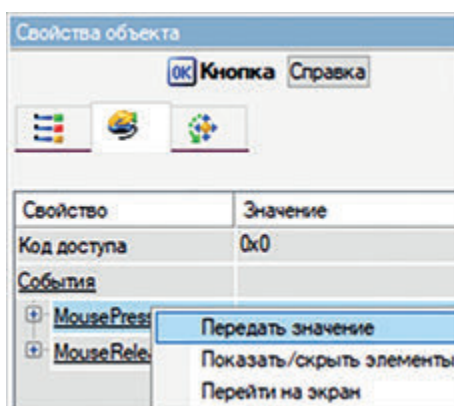 Свойства объекта
OK Кнопка Справка
Свойство Значение
Код доступа 0x0
События
MousePress
Передать значение
MouseRelea
Показать/скрыть элементы
Перейти на экран